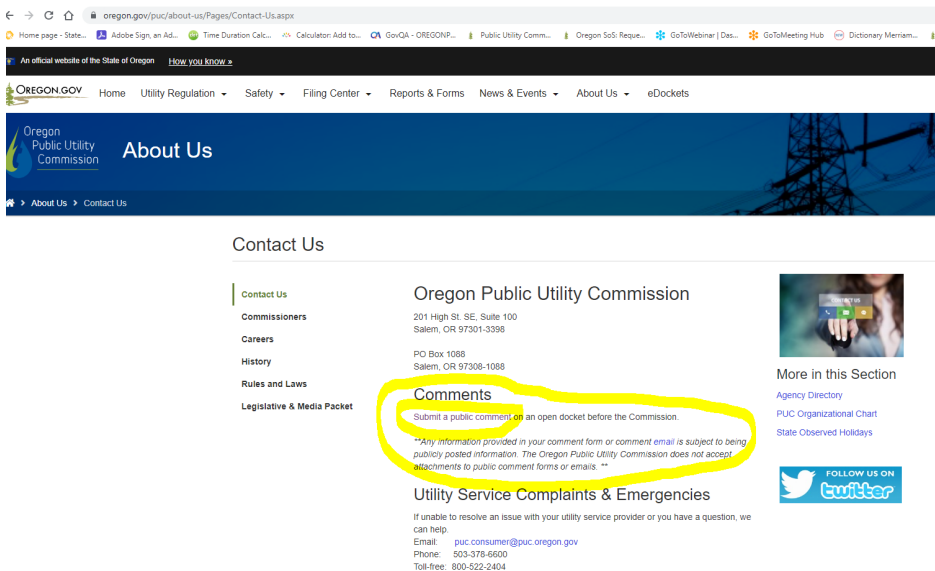 oregon.gov/puc/about-us/Pages/Contact-Us.aspx
Home page - State... Adobe Sign, an Ad... Time Duration Calc... Calculator: Add to... GovQA - OREGONP... Public Utility Comm... Oregon SoS: Reque... GoToWebinar | Das... GoToMeeting Hub Dictionary Merriam...
An official website of the State of Oregon How you know »
OREGON.GOV Home Utility Regulation Safety Filing Center Reports & Forms News & Events About Us eDockets
Oregon
Public Utility
Commission
About Us
About Us > Contact Us
Contact Us
Contact Us
Commissioners
Careers
History
Rules and Laws
Legislative & Media Packet
Oregon Public Utility Commission
201 High St. SE, Suite 100
Salem, OR 97301-3398
PO Box 1088
Salem, OR 97308-1088
Comments
Submit a public comment on an open docket before the Commission.
**Any information provided in your comment form or comment email is subject to being
publicly posted information. The Oregon Public Utility Commission does not accept
attachments to public comment forms or emails. **
Utility Service Complaints & Emergencies
If unable to resolve an issue with your utility service provider or you have a question, we
can help.
Email: puc.consumer@puc.oregon.gov
Phone: 503-378-6600
Toll-free: 800-522-2404
CONTACT US
More in this Section
Agency Directory
PUC Organizational Chart
State Observed Holidays
FOLLOW US ON
twitter